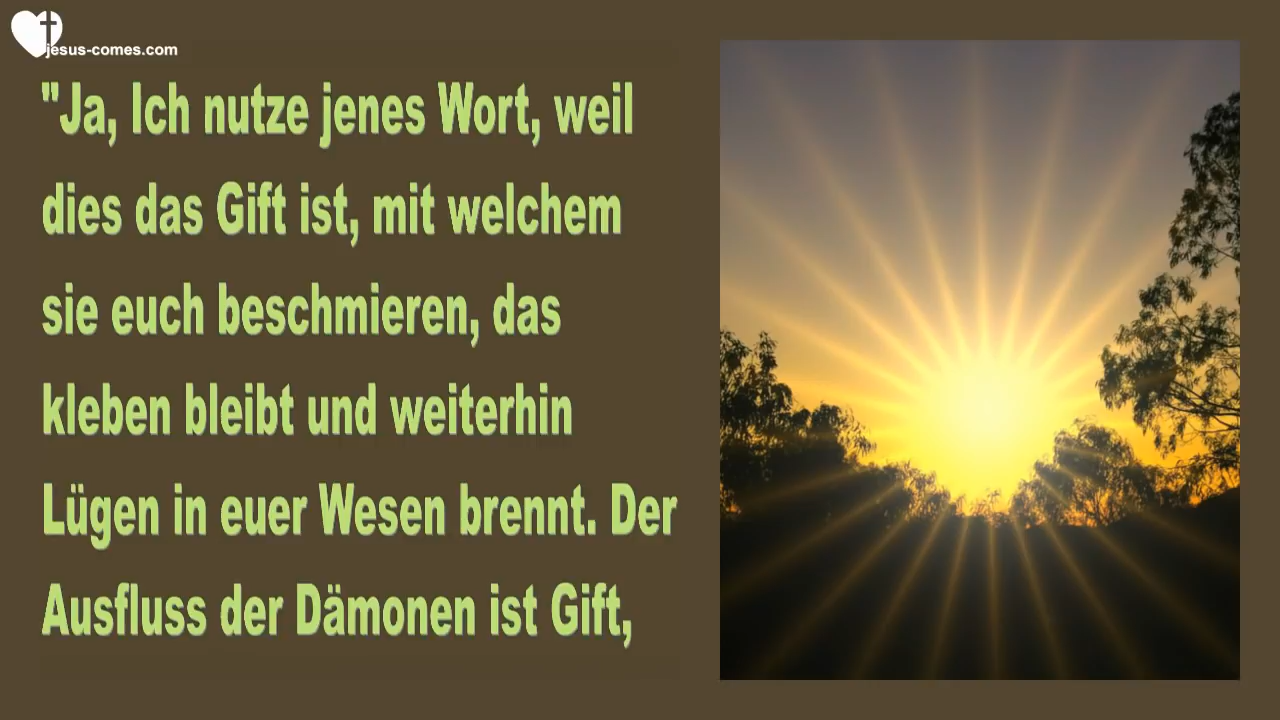 jesus-comes.com
"Ja, Ich nutze jenes Wort, weil
dies das Gift ist, mit welchem
sie euch beschmieren, das
kleben bleibt und weiterhin
Lügen in euer Wesen brennt. Der
Ausfluss der Dämonen ist Gift,